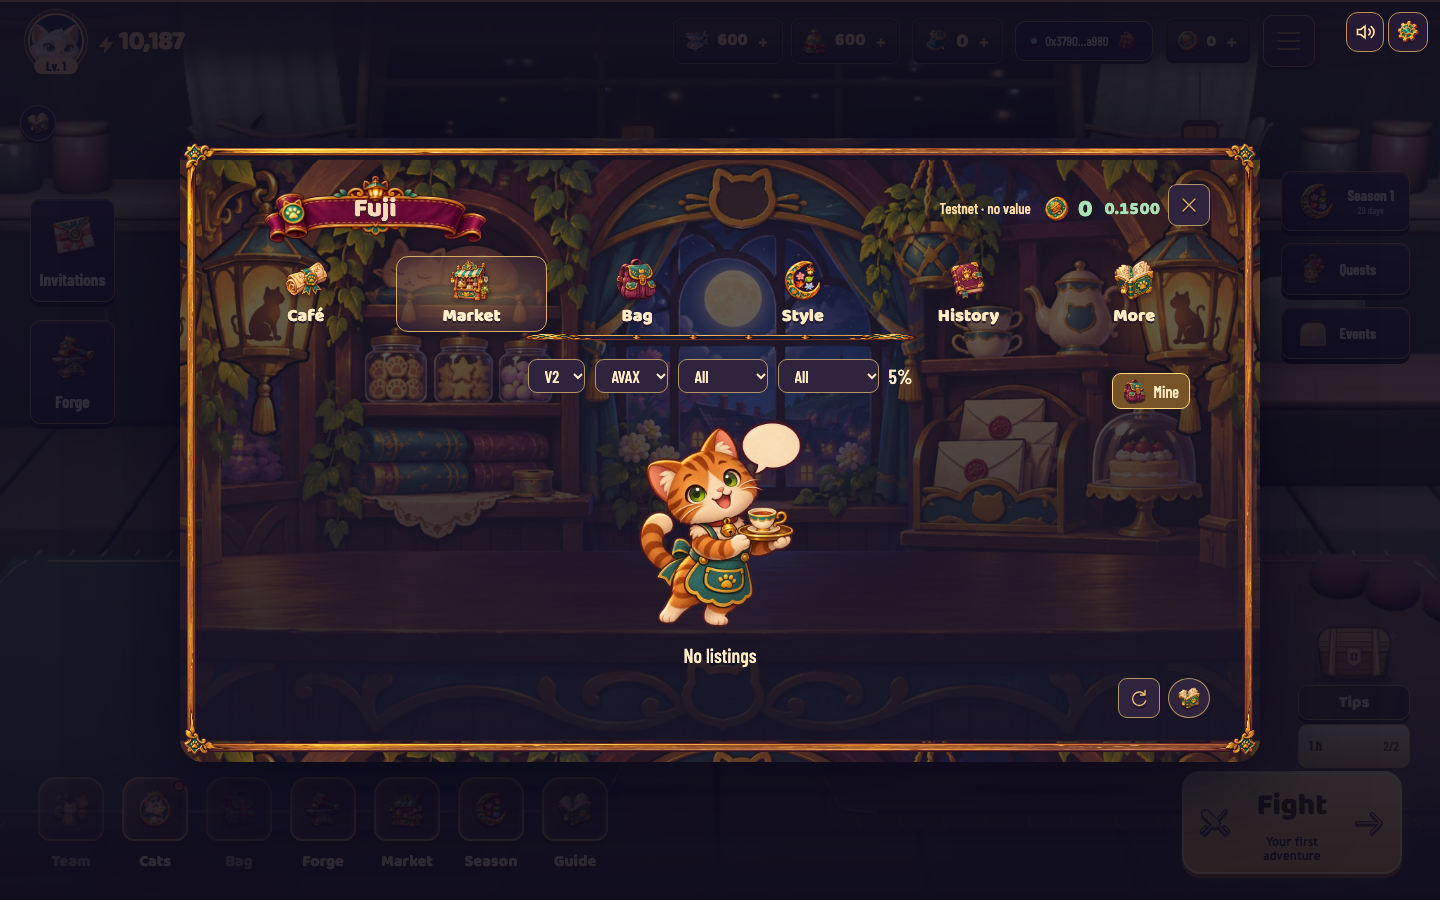 10,187
600 +
600 +
0 +
0x3790...a980
0 +
Lv. 1
Fuji
Testnet · no value
0
0.1500
Café
Market
Bag
Style
History
More
V2
AVAX
All
All
5%
Mine
No listings
Invitations
Forge
Season 1
29 days
Quests
Events
Tips
1 h
2/2
Team
Cats
Bag
Forge
Market
Season
Guide
Fight
Your first
adventure